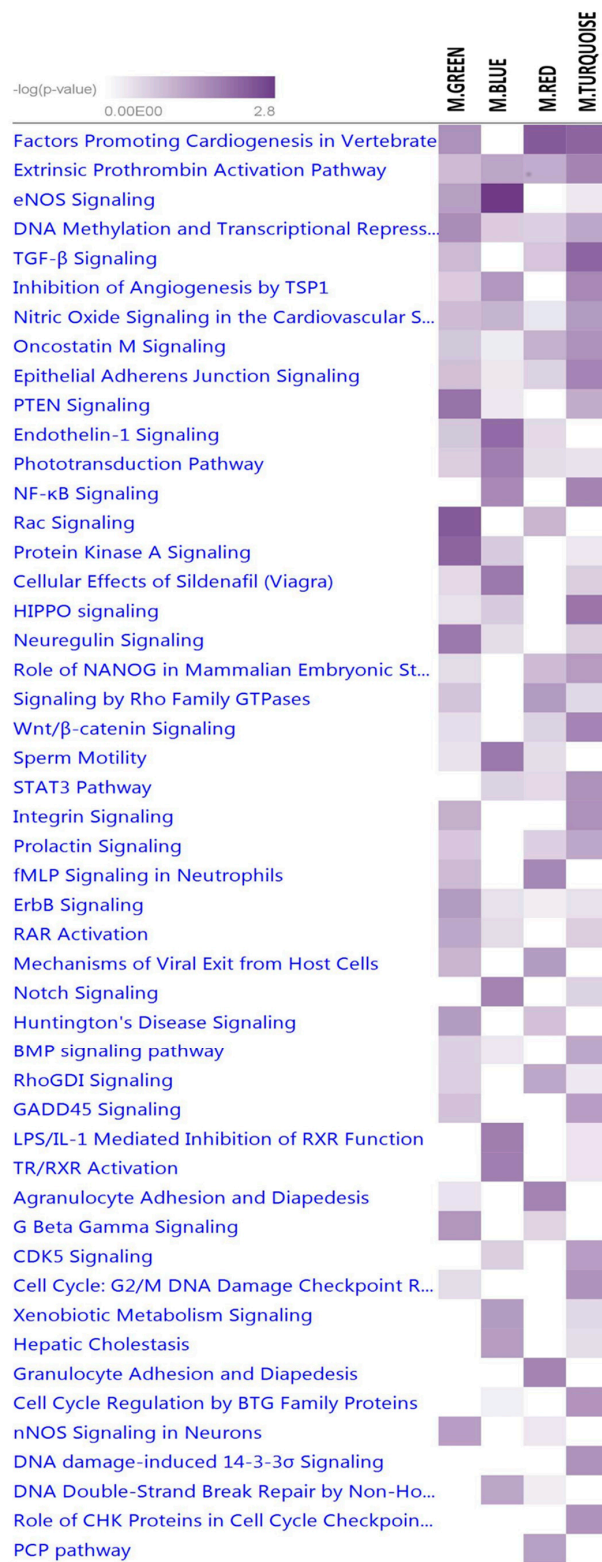 M.GREEN
M.BLUE
M.RED
M.TURQUOISE
-log(p-value)
0.00E00 2.8
Factors Promoting Cardiogenesis in Vertebrate
Extrinsic Prothrombin Activation Pathway
eNOS Signaling
DNA Methylation and Transcriptional Repress...
TGF-β Signaling
Inhibition of Angiogenesis by TSP1
Nitric Oxide Signaling in the Cardiovascular S...
Oncostatin M Signaling
Epithelial Adherens Junction Signaling
PTEN Signaling
Endothelin-1 Signaling
Phototransduction Pathway
NF-κB Signaling
Rac Signaling
Protein Kinase A Signaling
Cellular Effects of Sildenafil (Viagra)
HIPPO signaling
Neuregulin Signaling
Role of NANOG in Mammalian Embryonic St...
Signaling by Rho Family GTPases
Wnt/β-catenin Signaling
Sperm Motility
STAT3 Pathway
Integrin Signaling
Prolactin Signaling
fMLP Signaling in Neutrophils
ErbB Signaling
RAR Activation
Mechanisms of Viral Exit from Host Cells
Notch Signaling
Huntington's Disease Signaling
BMP signaling pathway
RhoGDI Signaling
GADD45 Signaling
LPS/IL-1 Mediated Inhibition of RXR Function
TR/RXR Activation
Agranulocyte Adhesion and Diapedesis
G Beta Gamma Signaling
CDK5 Signaling
Cell Cycle: G2/M DNA Damage Checkpoint R...
Xenobiotic Metabolism Signaling
Hepatic Cholestasis
Granulocyte Adhesion and Diapedesis
Cell Cycle Regulation by BTG Family Proteins
nNOS Signaling in Neurons
DNA damage-induced 14-3-3σ Signaling
DNA Double-Strand Break Repair by Non-Ho...
Role of CHK Proteins in Cell Cycle Checkpoin...
PCP pathway